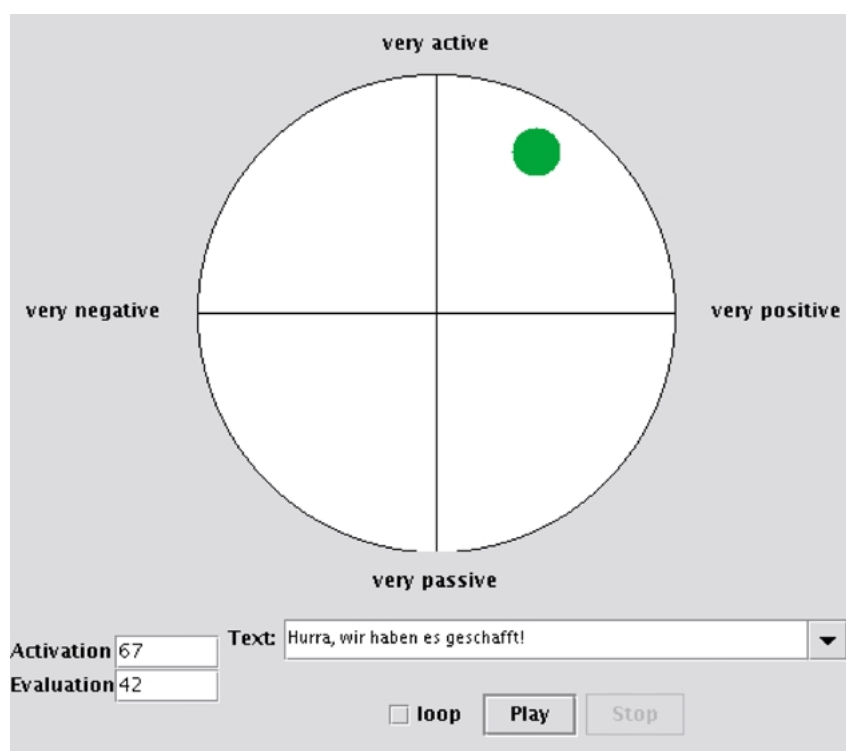 very active
very negative
very positive
very passive
Text: Hurra, wir haben es geschafft!
Activation 67
Evaluation 42
loop Play Stop